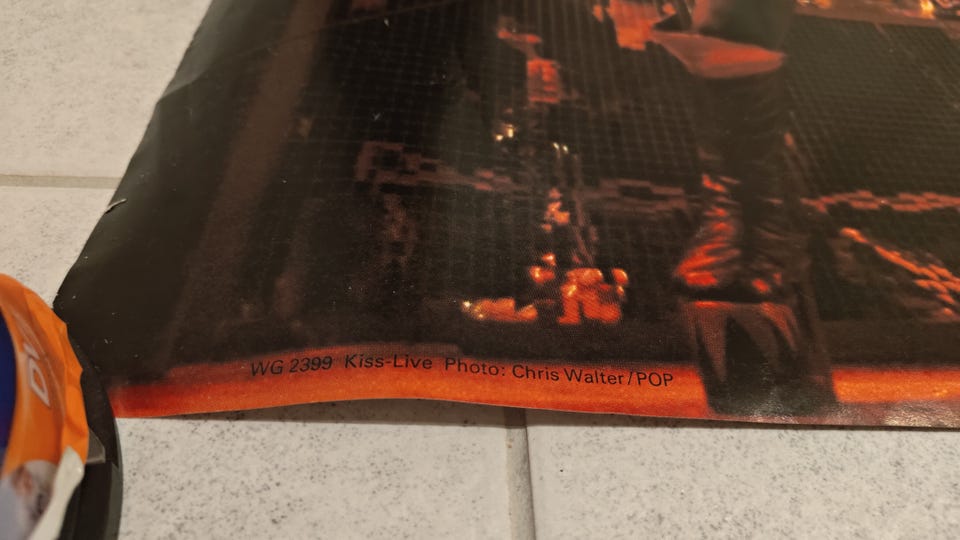 WG 2399 Kiss-Live Photo: Chris Walter/POP